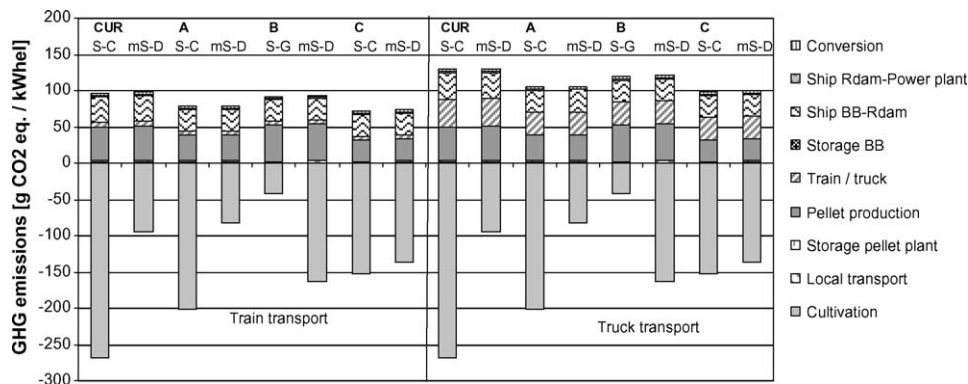 GHG emissions [g CO2 eq. / kWhel]
200
150
100
50
0
-50
-100
-150
-200
-250
-300
CUR A B C CUR A B C
S-C mS-D S-C mS-D S-G mS-D S-C mS-D S-C mS-D S-C mS-D S-G mS-D S-C mS-D
Train transport
Truck transport
Conversion
Ship Rdam-Power plant
Ship BB-Rdam
Storage BB
Train / truck
Pellet production
Storage pellet plant
Local transport
Cultivation